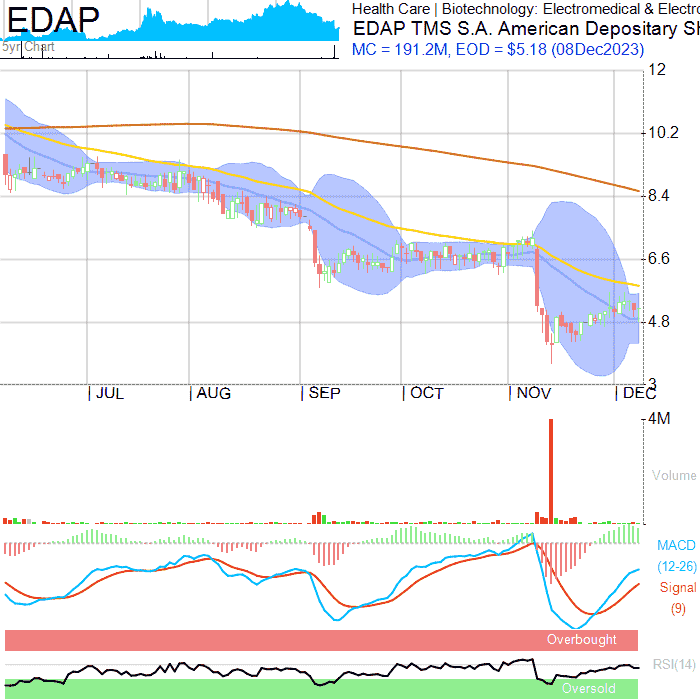 EDAP
5yr Chart
Health Care | Biotechnology: Electromedical & Electro
EDAP TMS S.A. American Depositary Sh
MC = 191.2M, EOD = $5.18 (08Dec2023)
12
10.2
8.4
6.6
4.8
3
JUL AUG SEP OCT NOV DEC
4M
Volume
MACD
(12-26)
Signal
(9)
Overbought
RSI(14)
Oversold